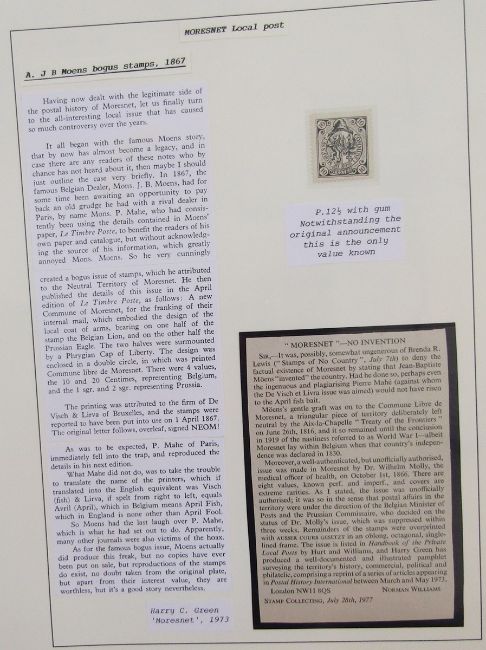 MORESNET Local post
A. J B Moens bogus stamps, 1867
Having now dealt with the legitimate side of
the postal history of Moresnet, let us finally turn
to the all-interesting local issue that has caused
so much controversy over the years.
It all began with the famous Moens story,
that by now has almost become a legacy, and in
case there are any readers of these notes who by
chance has not heard about it, then maybe I should
just outline the case very briefly. In 1867, the
famous Belgian Dealer, Mons. J. B. Moens, had for
some time been awaiting an opportunity to pay
back an old grudge he had with a rival dealer in
Paris, by name Mons. P. Mahe, who had consis-
tently been using the details contained in Moens'
paper, Le Timbre Poste, to benefit the readers of his
own paper and catalogue, but without acknowledg-
ing the source of his information, which greatly
annoyed Mons. Moens. So he very cunningly
created a bogus issue of stamps, which he attributed
to the Neutral Territory of Moresnet. He then
published the details of this issue in the April
edition of Le Timbre Poste, as follows: A new
Commune of Moresnet, for the franking of their
internal mail, which embodied the design of the
local coat of arms, bearing on one half of the
stamp the Belgian Lion, and on the other half the
Prussian Eagle. The two halves were surmounted
by a Phrygian Cap of Liberty. The design was
enclosed in a double circle, in which was printed
Commune libre de Moresnet. There were 4 values,
the 10 and 20 Centimes, representing Belgium,
and the 1 sgr. and 2 sgr. representing Prussia.
The printing was attributed to the firm of De
Visch & Lirva of Bruxelles, and the stamps were
reported to have been put into use on 1 April 1867.
The original letter follows, overleaf, signed NEOM!
As was to be expected, P. Mahe of Paris,
immediately fell into the trap, and reproduced the
details in his next edition.
What Mahe did not do, was to take the trouble
to translate the name of the printers, which if
translated into the English equivalent was Visch
(fish) & Lirva, if spelt from right to left, equals
Avril (April), which in Belgium means April Fish,
which in England is none other than April Fool.
So Moens had the last laugh over P. Mahe,
which is what he had set out to do. Apparently,
many other journals were also victims of the hoax.
As for the famous bogus issue, Moens actually
did produce this freak, but no copies have ever
been put on sale, but reproductions of the stamps
do exist, no doubt taken from the original plate,
but apart from their interest value, they are
worthless, but it's a good story nevertheless.
Harry C. Green
'Moresnet', 1973
P.12½ with gum
Notwithstanding the
original announcement
this is the only
value known
" MORESNET "—NO INVENTION
SIR,—It was, possibly, somewhat ungenerous of Brenda R.
Lewis ("Stamps of No Country", July 7th) to deny the
factual existence of Moresnet by stating that Jean-Baptiste
Möens "invented" the country. Had he done so, perhaps even
the ingenuous and plagiarising Pierre Mahe (against whom
the De Visch et Livra issue was aimed) would not have risen
to the April fish bait.
Möens's gentle graft was on to the Commune Libre de
Moresnet, a triangular piece of territory deliberately left
neutral by the Aix-la-Chapelle "Treaty of the Frontiers"
on June 26th, 1816, and it so remained until the conclusion
in 1919 of the nastiness referred to as World War I—albeit
Moresnet lay within Belgium when that country's indepen-
dence was declared in 1830.
Moreover, a well-authenticated, but unofficially authorised,
issue was made in Moresnet by Dr. Wilhelm Molly, the
medical officer of health, on October 1st, 1866. There are
eight values, known perf. and imperf., and covers are
extreme rarities. As I stated, the issue was unofficially
authorised; it was so in the sense that postal affairs in the
territory were under the direction of the Belgian Minister of
Posts and the Prussian Commissaire, who decided on the
status of Dr. Molly's issue, which was suppressed within
three weeks. Remainders of the stamps were overprinted
with KURSER COURS GESETZT in an oblong, octagonal, single-
lined frame. The issue is listed in Handbook of the Private
Local Posts by Hurt and Williams, and Harry Green has
produced a well-documented and illustrated pamphlet
surveying the territory's history, commercial, political and
philatelic, comprising a reprint of a series of articles appearing
in Postal History International between March and May 1973.
London NW11 8QS NORMAN WILLIAMS
STAMP COLLECTING, July 28th, 1977